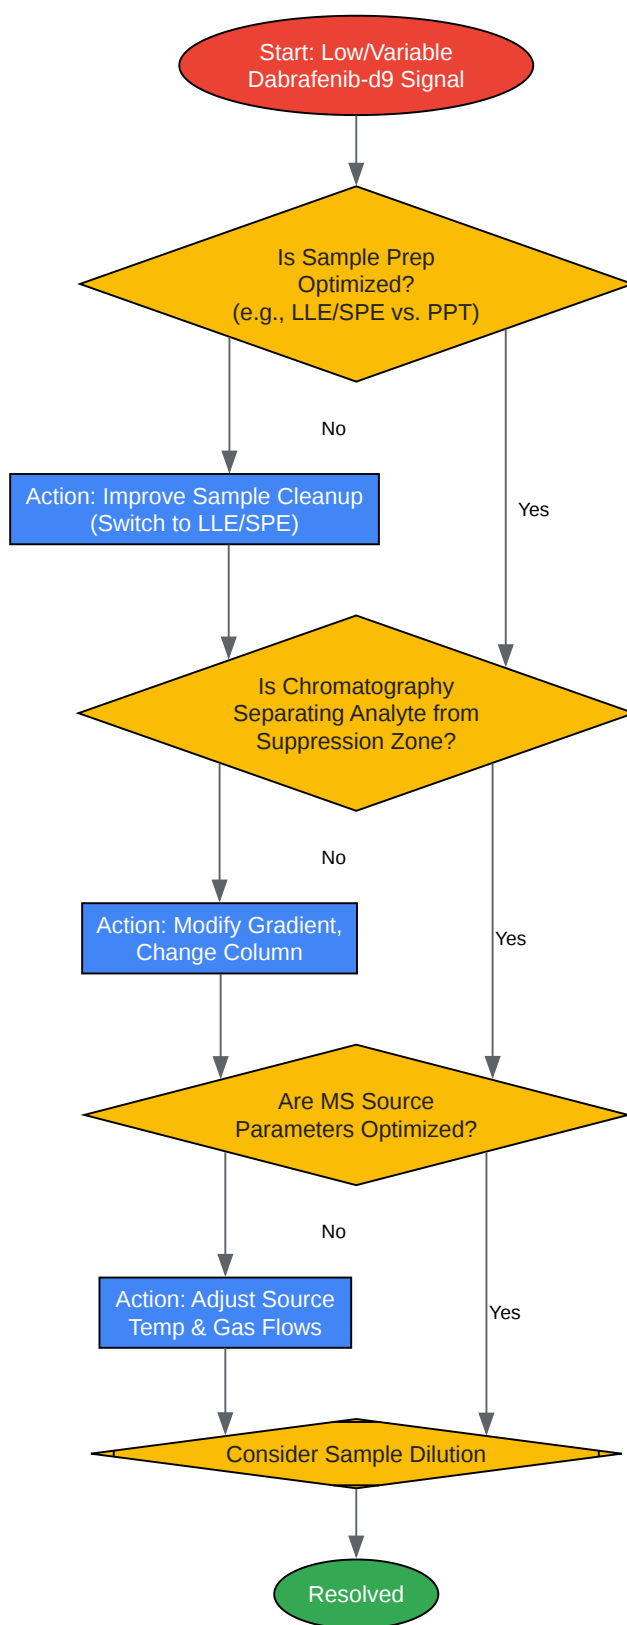 Start: Low/Variable
Dabrafenib-d9 Signal
Is Sample Prep
Optimized?
(e.g., LLE/SPE vs. PPT)
No
Action: Improve Sample Cleanup
(Switch to LLE/SPE)
Yes
Is Chromatography
Separating Analyte from
Suppression Zone?
No
Action: Modify Gradient,
Change Column
Yes
Are MS Source
Parameters Optimized?
No
Action: Adjust Source
Temp & Gas Flows
Yes
Consider Sample Dilution
Resolved